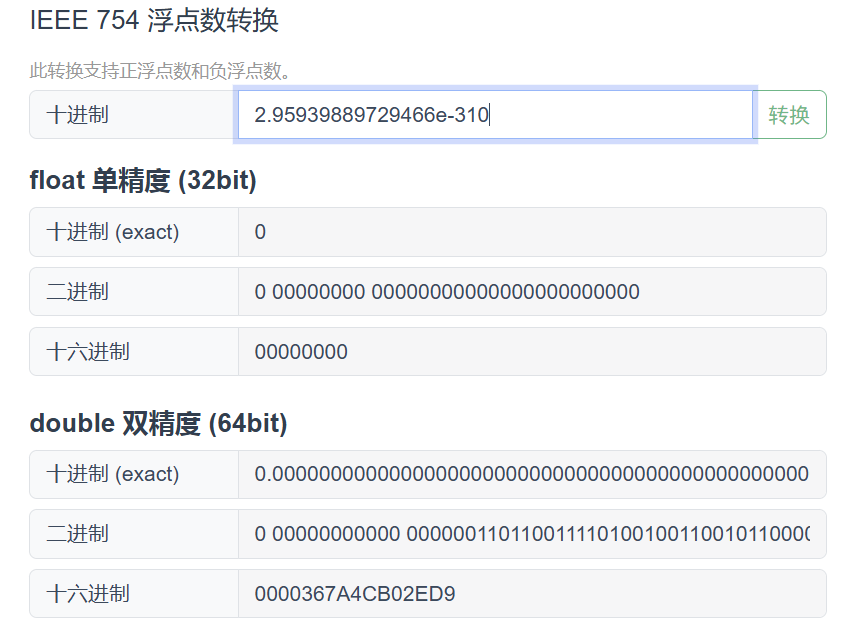 IEEE 754 浮点数转换
此转换支持正浮点数和负浮点数。
十进制 2.95939889729466e-310 转换
float 单精度 (32bit)
十进制 (exact) 0
二进制 0 00000000 00000000000000000000000
十六进制 00000000
double 双精度 (64bit)
十进制 (exact) 0.0000000000000000000000000000000000000000000000
二进制 0 00000000000 000000110110011110100100110010110000
十六进制 0000367A4CB02ED9